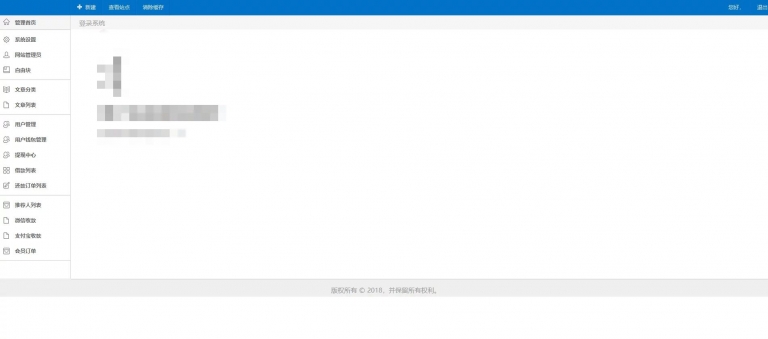 新建 查看站点 清除缓存 您好, 退出
管理首页
登录系统
系统设置
网站管理员
自由块
文章分类
文章列表
用户管理
用户钱包管理
提现中心
借款列表
还款订单列表
推荐人列表
微信收款
支付宝收款
会员订单
版权所有 © 2018，并保留所有权利。